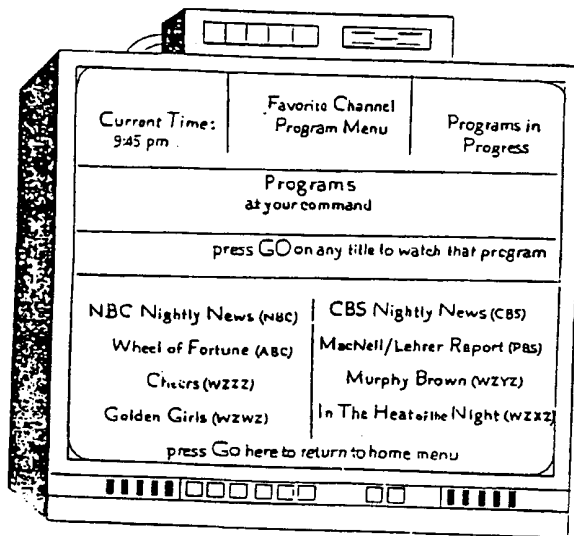 Current Time:
9:45 pm
Favorite Channel
Program Menu
Programs in
Progress
Programs
at your command
press GO on any title to watch that program
NBC Nightly News (NBC)
CBS Nightly News (CBS)
Wheel of Fortune (ABC)
MacNeil/Lehrer Report (PBS)
Cheers (WZZZ)
Murphy Brown (WZYZ)
Golden Girls (WZWZ)
In The Heat of the Night (WZXZ)
press Go here to return to home menu